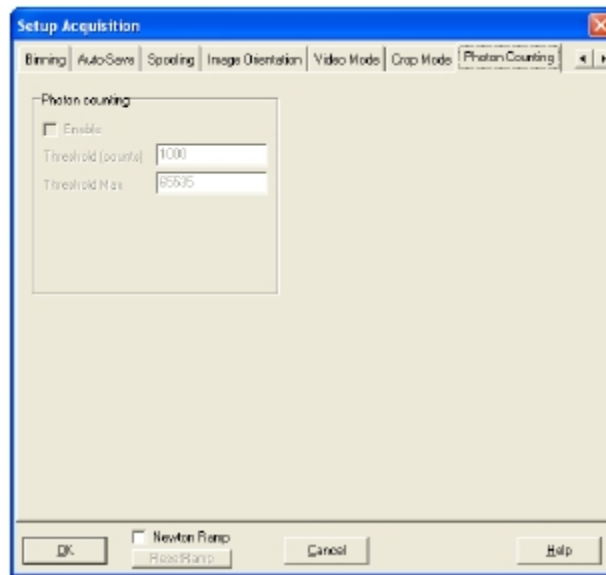 Setup Acquisition
Binning Auto-Save Spooling Image Orientation Video Mode Crop Mode Photon Counting
Photon counting
Enable
Threshold (counts) 1000
Threshold Max 65535
OK
Newton Ramp
Reset Ramp
Cancel
Help